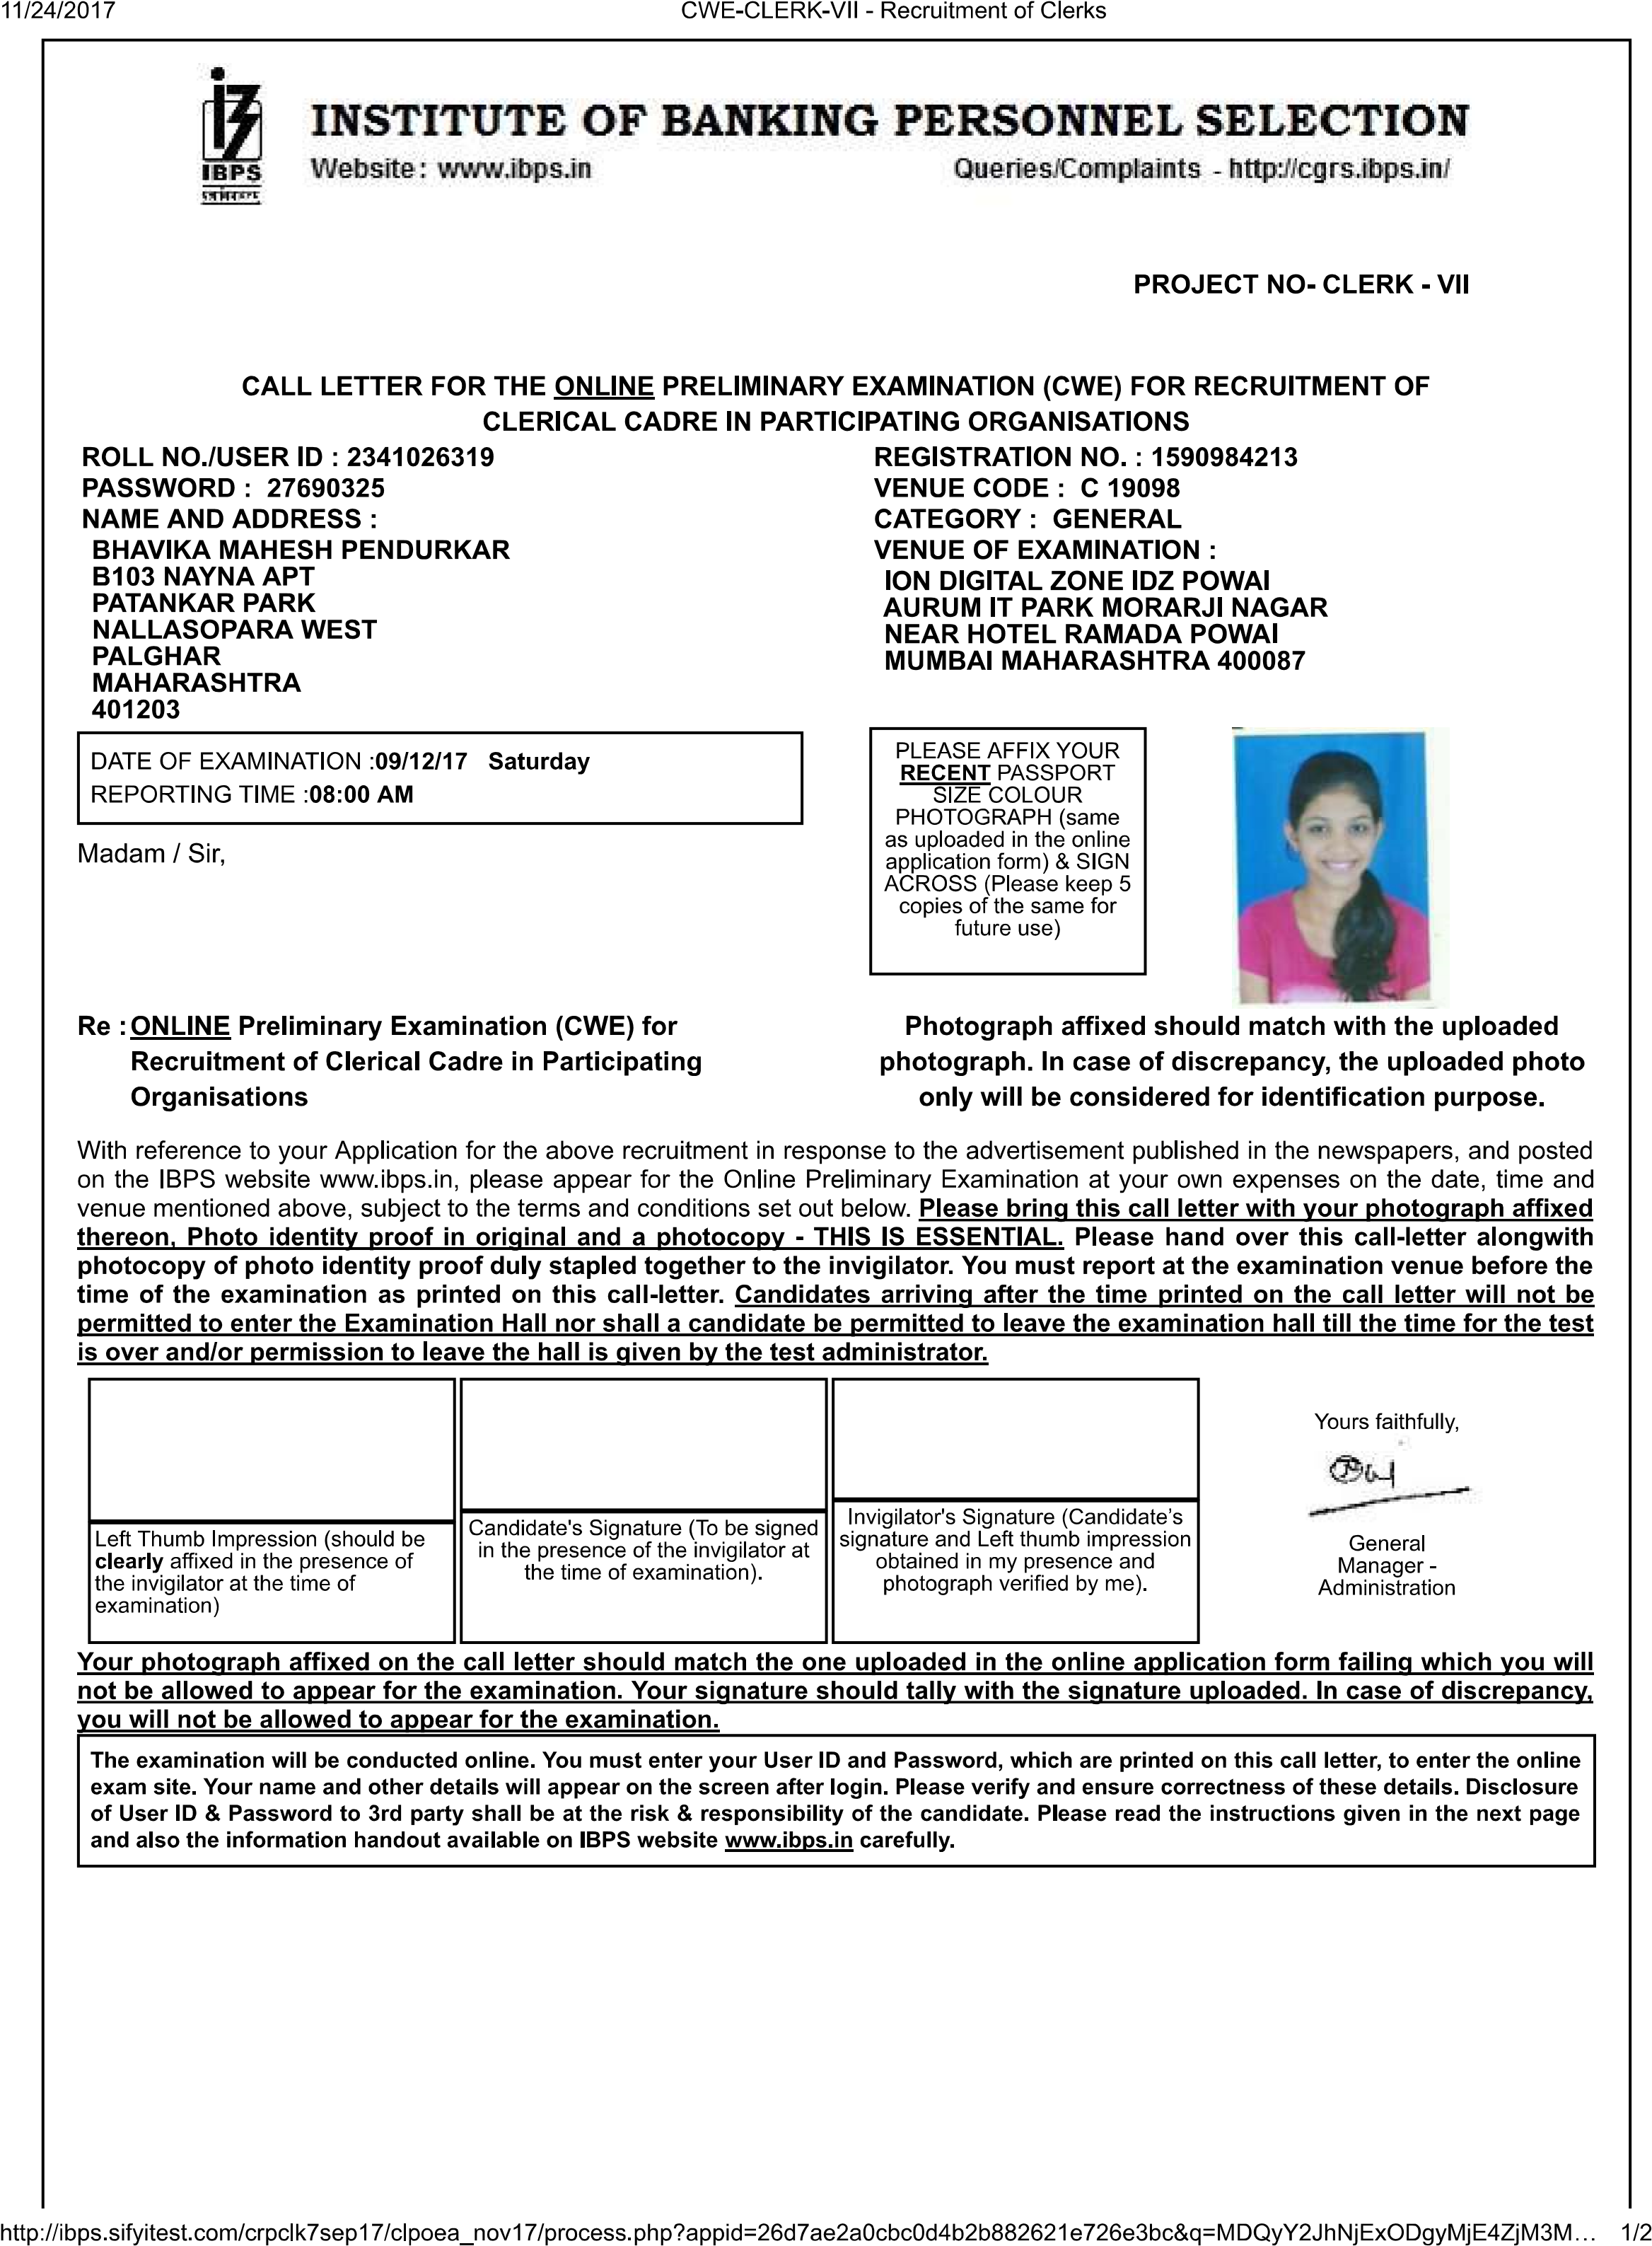 11/24/2017 CWE-CLERK-VII - Recruitment of Clerks
IBPS
INSTITUTE OF BANKING PERSONNEL SELECTION
Website: www.ibps.in Queries/Complaints - http://cgrs.ibps.in/
PROJECT NO- CLERK - VII
CALL LETTER FOR THE ONLINE PRELIMINARY EXAMINATION (CWE) FOR RECRUITMENT OF
CLERICAL CADRE IN PARTICIPATING ORGANISATIONS
ROLL NO./USER ID : 2341026319
PASSWORD : 27690325
NAME AND ADDRESS :
BHAVIKA MAHESH PENDURKAR
B103 NAYNA APT
PATANKAR PARK
NALLASOPARA WEST
PALGHAR
MAHARASHTRA
401203
REGISTRATION NO. : 1590984213
VENUE CODE : C 19098
CATEGORY : GENERAL
VENUE OF EXAMINATION :
ION DIGITAL ZONE IDZ POWAI
AURUM IT PARK MORARJI NAGAR
NEAR HOTEL RAMADA POWAI
MUMBAI MAHARASHTRA 400087
DATE OF EXAMINATION :09/12/17 Saturday
REPORTING TIME :08:00 AM
Madam / Sir,
PLEASE AFFIX YOUR
RECENT PASSPORT
SIZE COLOUR
PHOTOGRAPH (same
as uploaded in the online
application form) & SIGN
ACROSS (Please keep 5
copies of the same for
future use)
Re : ONLINE Preliminary Examination (CWE) for
Recruitment of Clerical Cadre in Participating
Organisations
Photograph affixed should match with the uploaded
photograph. In case of discrepancy, the uploaded photo
only will be considered for identification purpose.
With reference to your Application for the above recruitment in response to the advertisement published in the newspapers, and posted
on the IBPS website www.ibps.in, please appear for the Online Preliminary Examination at your own expenses on the date, time and
venue mentioned above, subject to the terms and conditions set out below. Please bring this call letter with your photograph affixed
thereon, Photo identity proof in original and a photocopy - THIS IS ESSENTIAL. Please hand over this call-letter alongwith
photocopy of photo identity proof duly stapled together to the invigilator. You must report at the examination venue before the
time of the examination as printed on this call-letter. Candidates arriving after the time printed on the call letter will not be
permitted to enter the Examination Hall nor shall a candidate be permitted to leave the examination hall till the time for the test
is over and/or permission to leave the hall is given by the test administrator.
Left Thumb Impression (should be
clearly affixed in the presence of
the invigilator at the time of
examination)
Candidate's Signature (To be signed
in the presence of the invigilator at
the time of examination).
Invigilator's Signature (Candidate's
signature and Left thumb impression
obtained in my presence and
photograph verified by me).
Yours faithfully,
General
Manager -
Administration
Your photograph affixed on the call letter should match the one uploaded in the online application form failing which you will
not be allowed to appear for the examination. Your signature should tally with the signature uploaded. In case of discrepancy,
you will not be allowed to appear for the examination.
The examination will be conducted online. You must enter your User ID and Password, which are printed on this call letter, to enter the online
exam site. Your name and other details will appear on the screen after login. Please verify and ensure correctness of these details. Disclosure
of User ID & Password to 3rd party shall be at the risk & responsibility of the candidate. Please read the instructions given in the next page
and also the information handout available on IBPS website www.ibps.in carefully.
http://ibps.sifyitest.com/crpclk7sep17/clpoea_nov17/process.php?appid=26d7ae2a0cbc0d4b2b882621e726e3bc&q=MDQyY2JhNjExODgyMjE4ZjM3M… 1/2